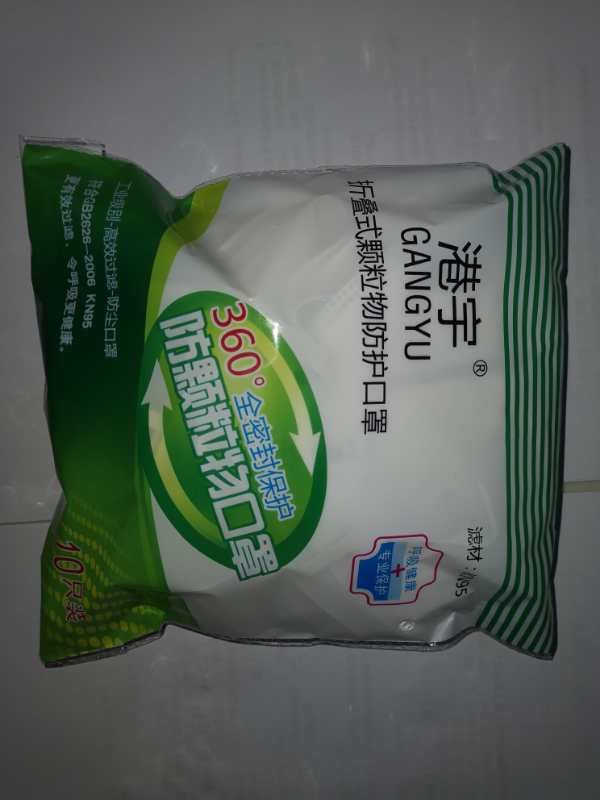 港宇®
GANGYU
折叠式颗粒物防护口罩
滤材:N95
呼吸健康
+
专业保护
360°全密封保护
防颗粒物口罩
工业级别-高效过滤-防尘口罩
符合GB2626—2006 KN95
更有效过滤,令呼吸更健康。
10只装